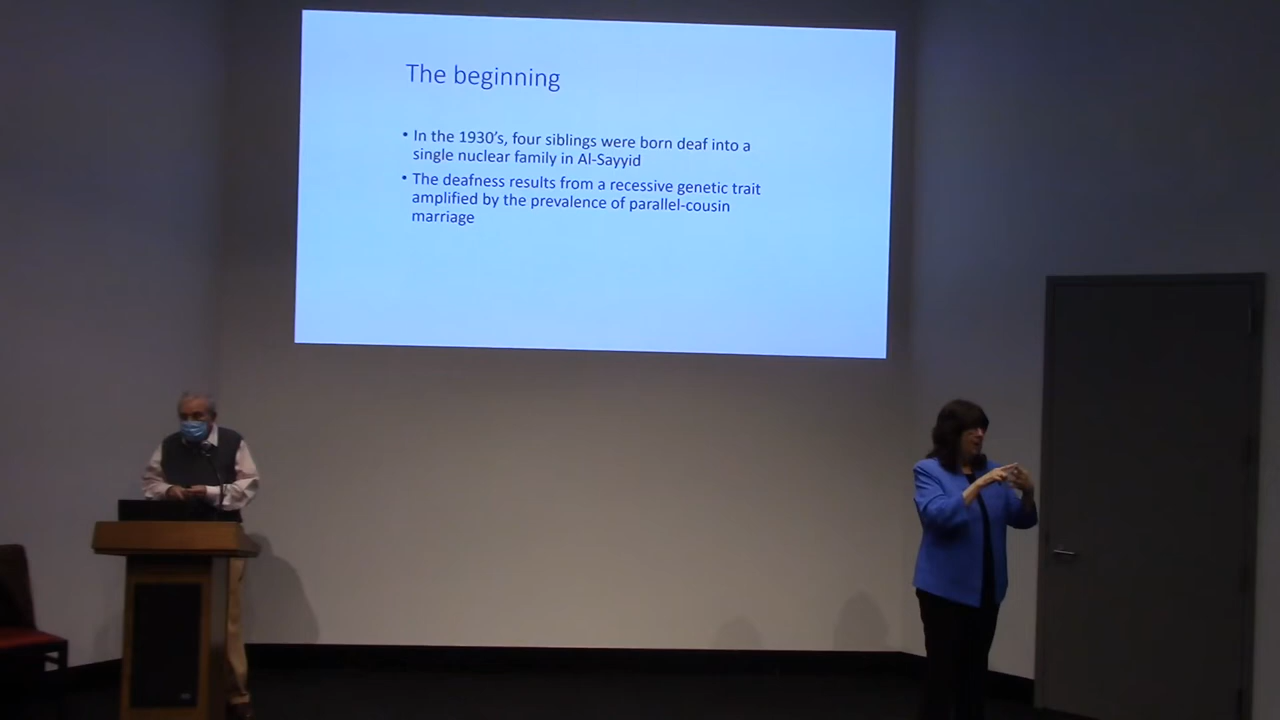 The beginning
• In the 1930's, four siblings were born deaf into a
single nuclear family in Al-Sayyid
• The deafness results from a recessive genetic trait
amplified by the prevalence of parallel-cousin
marriage